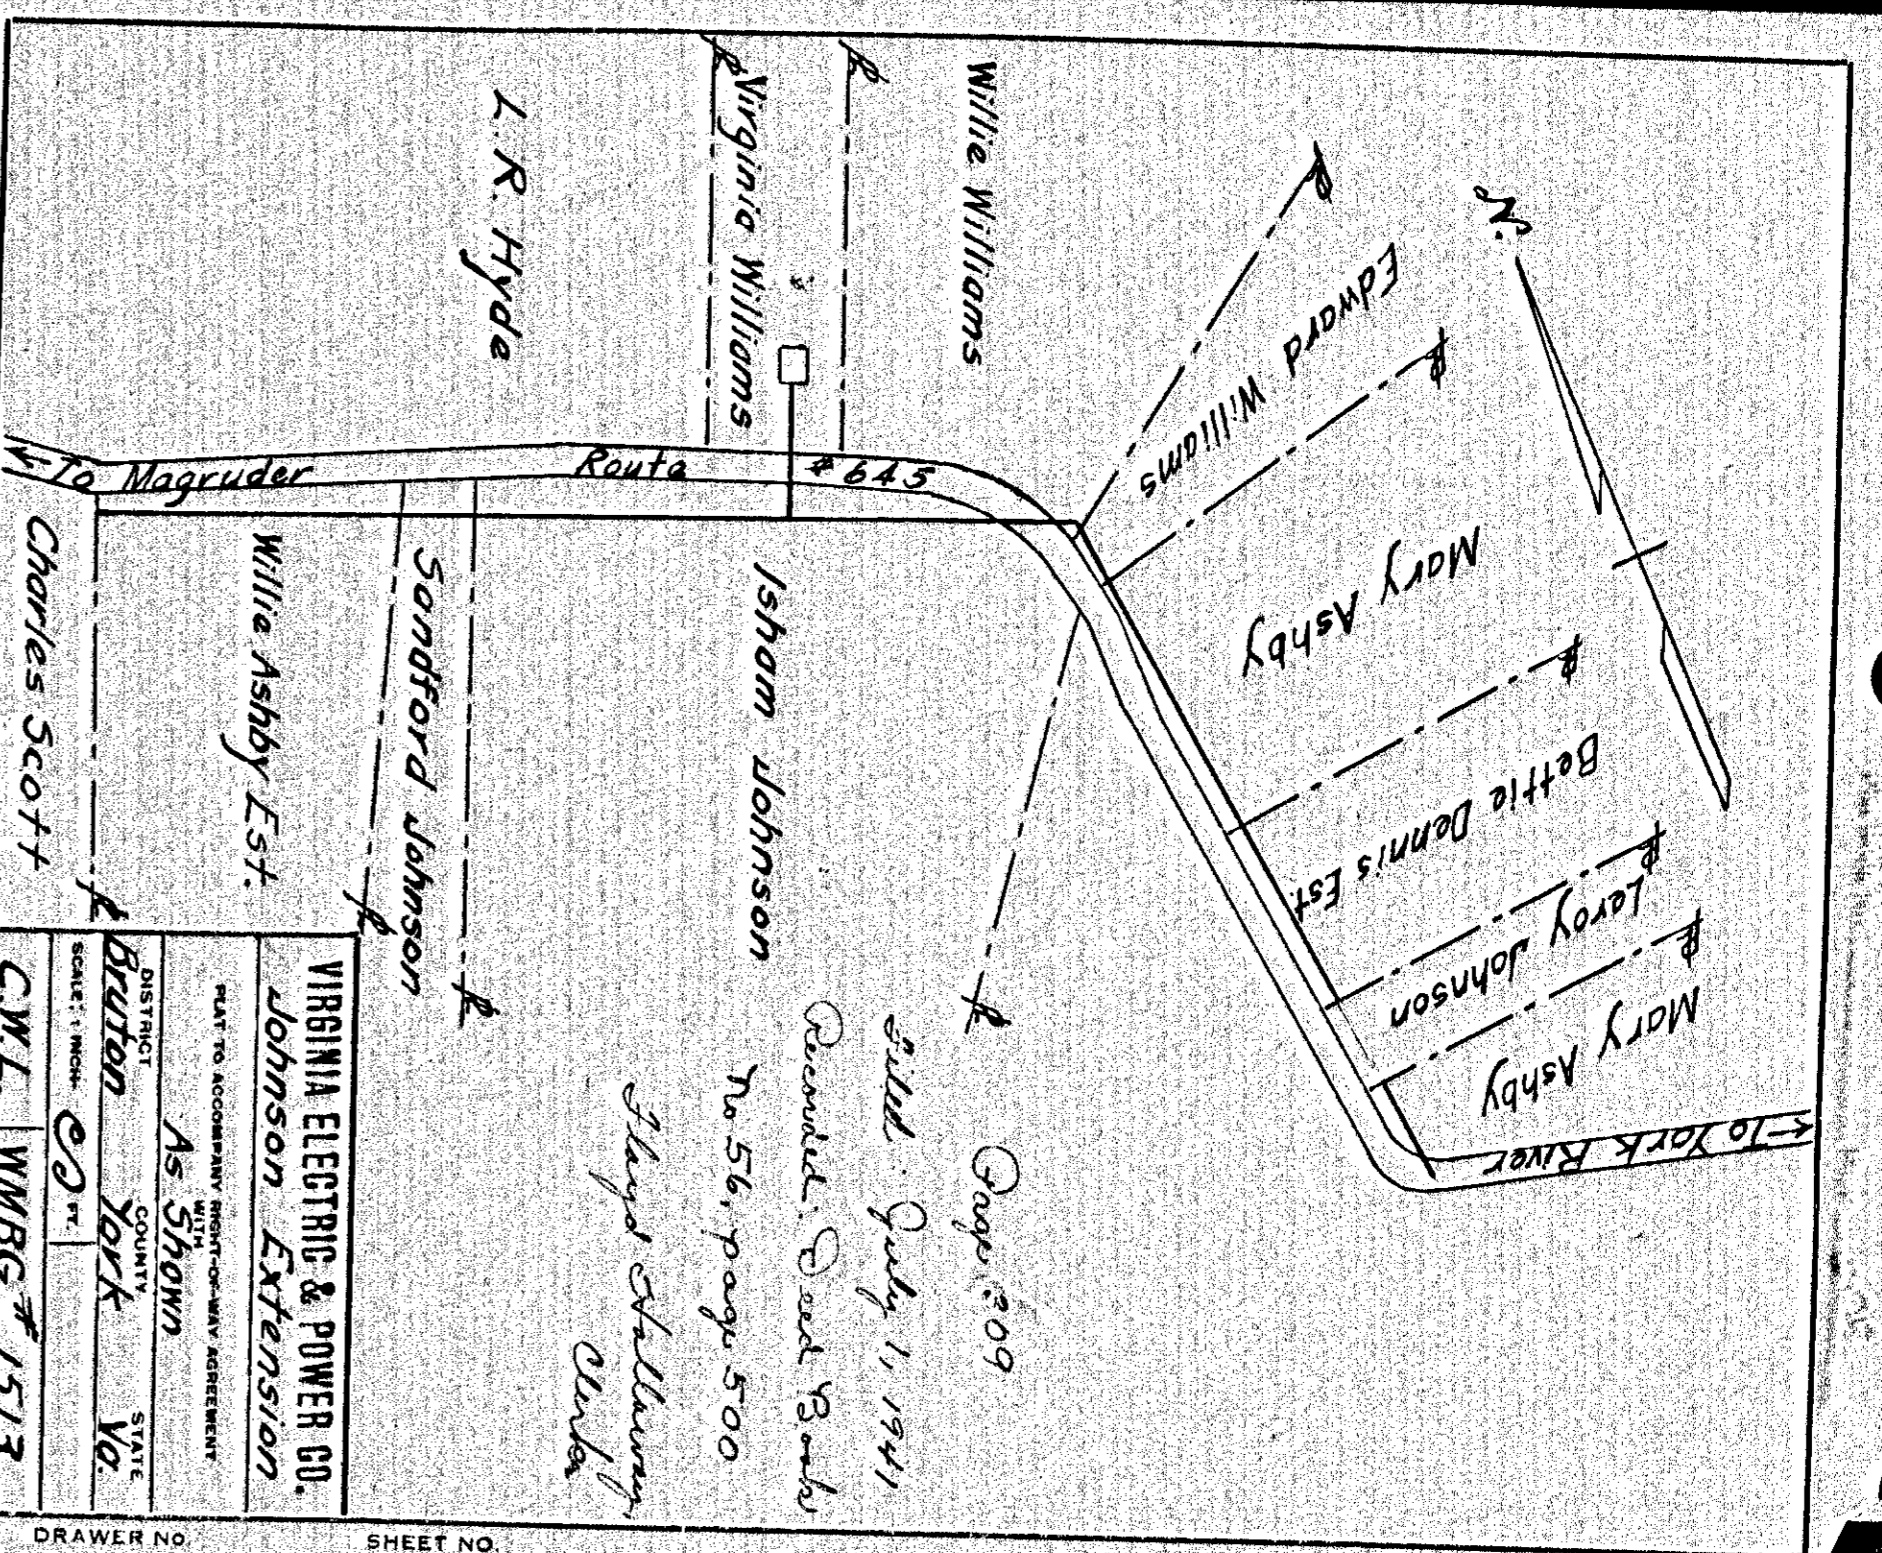 Willie Williams
Virginia Williams
L. R. Hyde
N.
Edward Williams
Mary Ashby
Bettie Dennis Est.
Leroy Johnson
Mary Ashby
← To York River
← To Magruder Route # 645
Isham Johnson
Sandford Johnson
Willie Ashby Est.
Charles Scott
Page 209
Filed: July 1, 1941
Recorded: Deed Book
No 56, page 500
Floyd Holloway,
Clerk
VIRGINIA ELECTRIC & POWER CO.
Johnson Extension
PLAT TO ACCOMPANY RIGHT-OF-WAY AGREEMENT
WITH
As Shown
DISTRICT COUNTY STATE
Bruton York Va.
SCALE: 1 INCH= FT.
C.W.L. WMBG # 1513
DRAWER NO. SHEET NO.